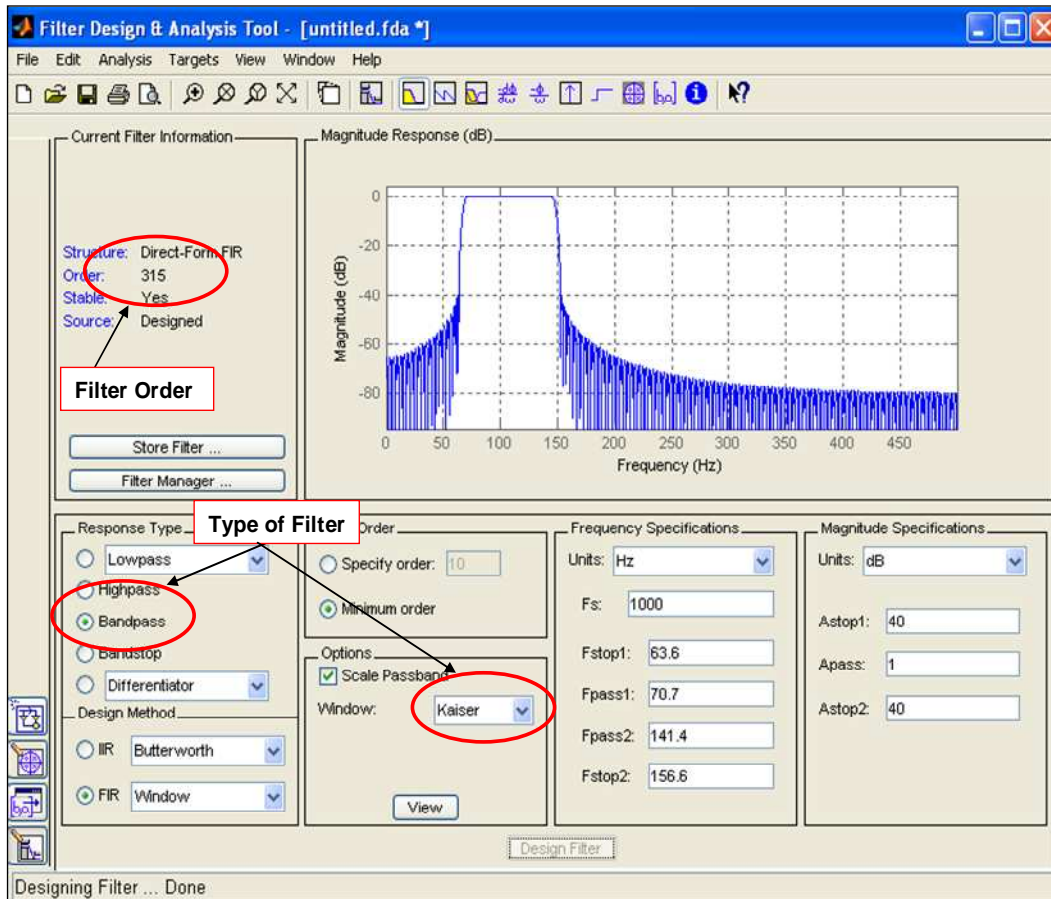 Filter Design & Analysis Tool - [untitled.fda *]
File Edit Analysis Targets View Window Help
Current Filter Information
Structure: Direct-Form FIR
Order: 315
Stable: Yes
Source: Designed
Filter Order
Store Filter ...
Filter Manager ...
Magnitude Response (dB)
Magnitude (dB)
0
-20
-40
-60
-80
0 50 100 150 200 250 300 350 400 450
Frequency (Hz)
Response Type
Type of Filter
Lowpass
Highpass
Bandpass
Bandstop
Differentiator
Design Method
IIR Butterworth
FIR Window
Order
Specify order: 10
Minimum order
Options
Scale Passband
Window: Kaiser
View
Frequency Specifications
Units: Hz
Fs: 1000
Fstop1: 63.6
Fpass1: 70.7
Fpass2: 141.4
Fstop2: 156.6
Magnitude Specifications
Units: dB
Astop1: 40
Apass: 1
Astop2: 40
Design Filter
Designing Filter ... Done